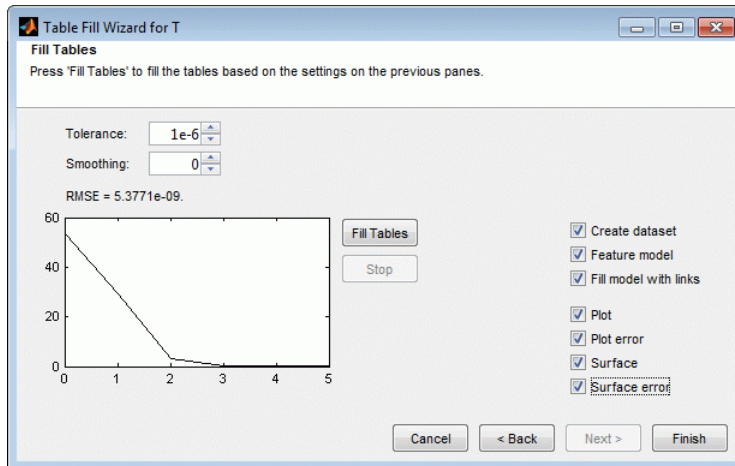 Table Fill Wizard for T
Fill Tables
Press 'Fill Tables' to fill the tables based on the settings on the previous panes.
Tolerance: 1e-6
Smoothing: 0
RMSE = 5.3771e-09.
60
40
20
0
0 1 2 3 4 5
Fill Tables
Stop
Create dataset
Feature model
Fill model with links
Plot
Plot error
Surface
Surface error
Cancel < Back Next > Finish